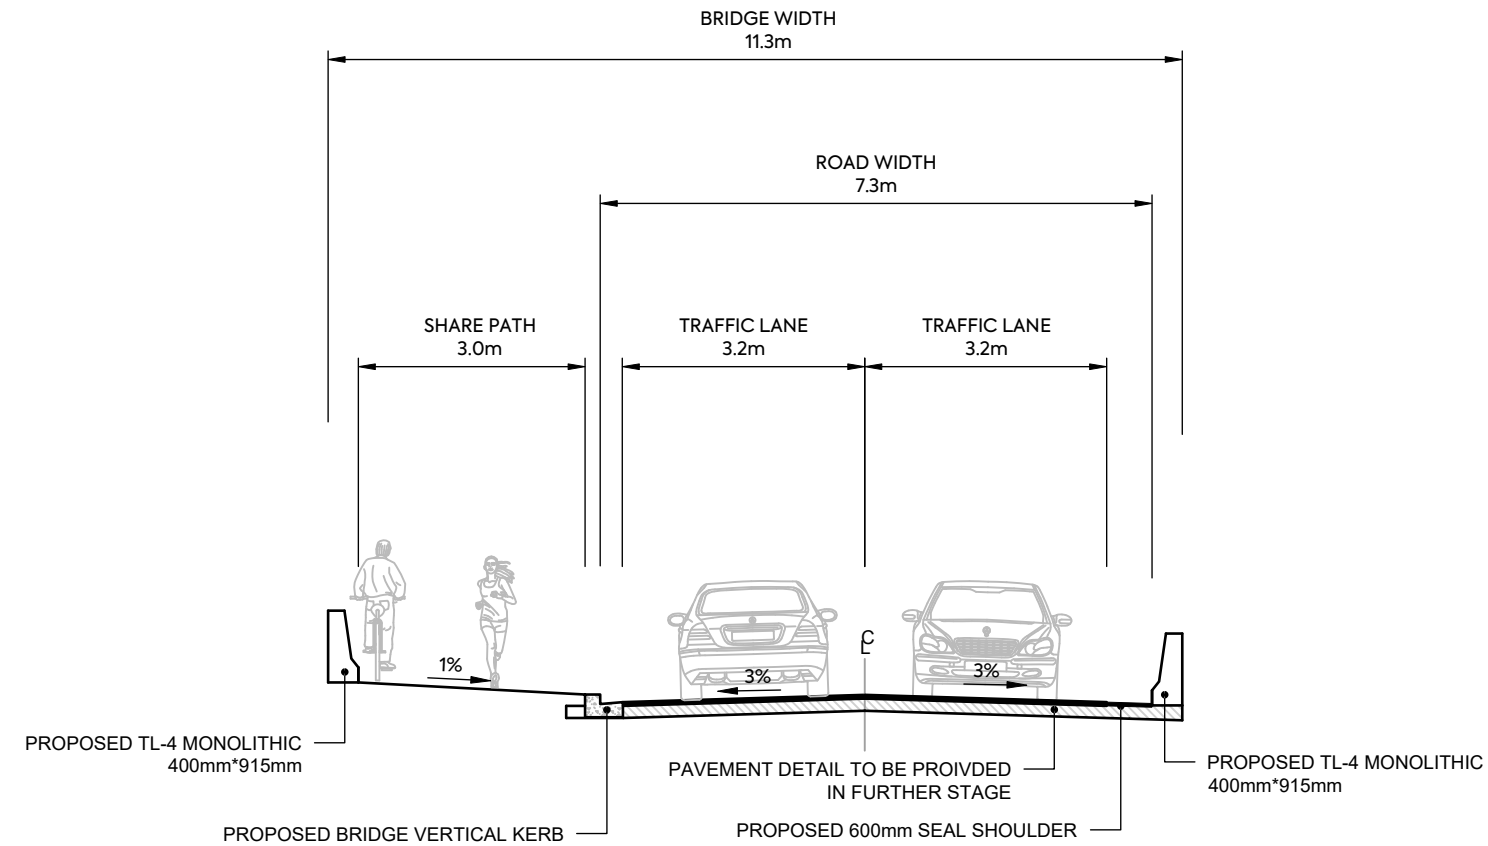 BRIDGE WIDTH
11.3m
ROAD WIDTH
7.3m
SHARE PATH
3.0m
TRAFFIC LANE
3.2m
TRAFFIC LANE
3.2m
CL
1%
3%
3%
PROPOSED TL-4 MONOLITHIC
400mm*915mm
PROPOSED BRIDGE VERTICAL KERB
PAVEMENT DETAIL TO BE PROIVDED
IN FURTHER STAGE
PROPOSED 600mm SEAL SHOULDER
PROPOSED TL-4 MONOLITHIC
400mm*915mm